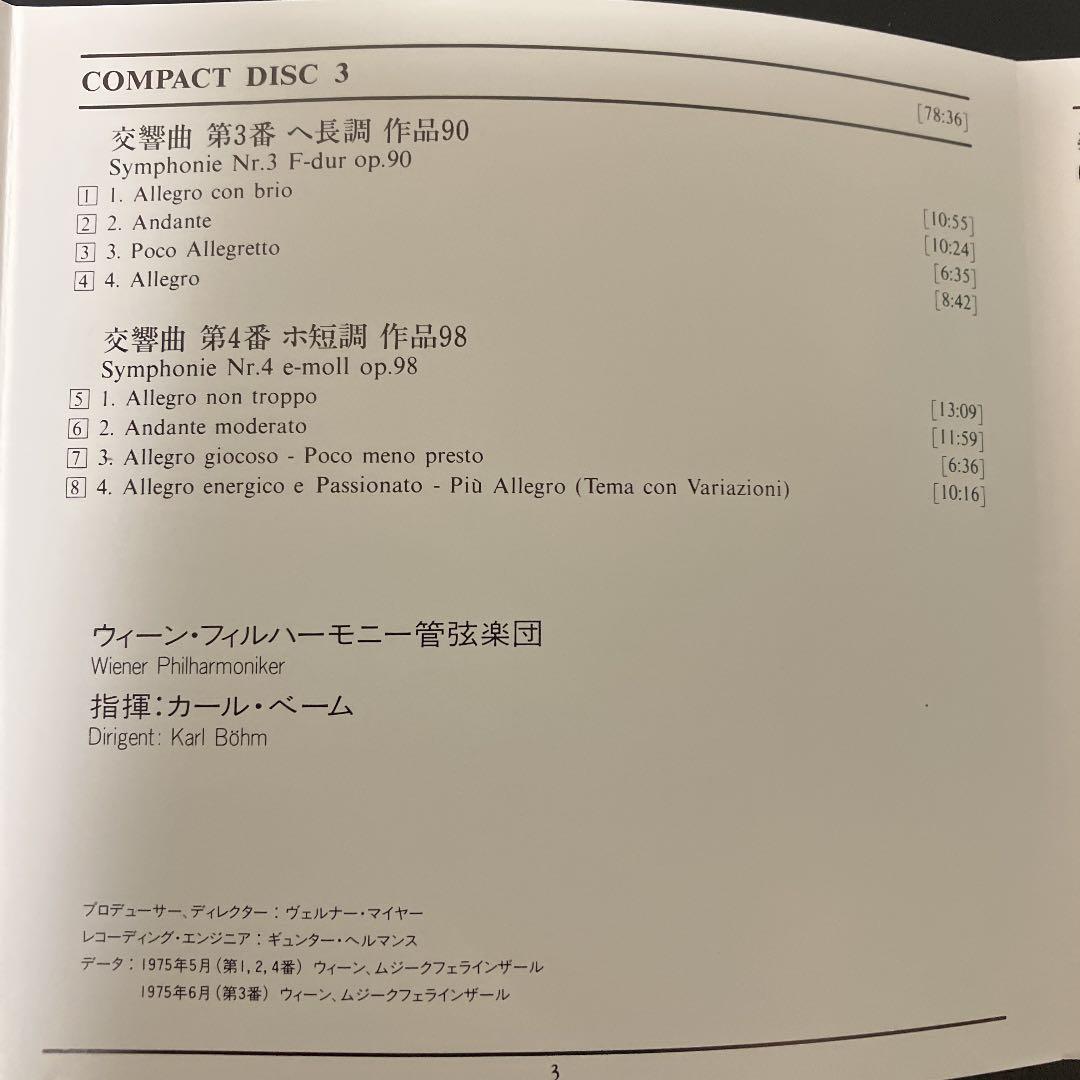 COMPACT DISC 3
[78:36]
交響曲 第3番 ヘ長調 作品90
Symphonie Nr.3 F-dur op.90
1 1. Allegro con brio [10:55]
2 2. Andante [10:24]
3 3. Poco Allegretto [6:35]
4 4. Allegro [8:42]
交響曲 第4番 ホ短調 作品98
Symphonie Nr.4 e-moll op.98
5 1. Allegro non troppo [13:09]
6 2. Andante moderato [11:59]
7 3. Allegro giocoso - Poco meno presto [6:36]
8 4. Allegro energico e Passionato - Più Allegro (Tema con Variazioni) [10:16]
ウィーン・フィルハーモニー管弦楽団
Wiener Philharmoniker
指揮:カール・ベーム
Dirigent: Karl Böhm
プロデューサー、ディレクター:ヴェルナー・マイヤー
レコーディング・エンジニア:ギュンター・ヘルマンス
データ:1975年5月(第1,2,4番) ウィーン、ムジークフェラインザール
1975年6月(第3番) ウィーン、ムジークフェラインザール
3